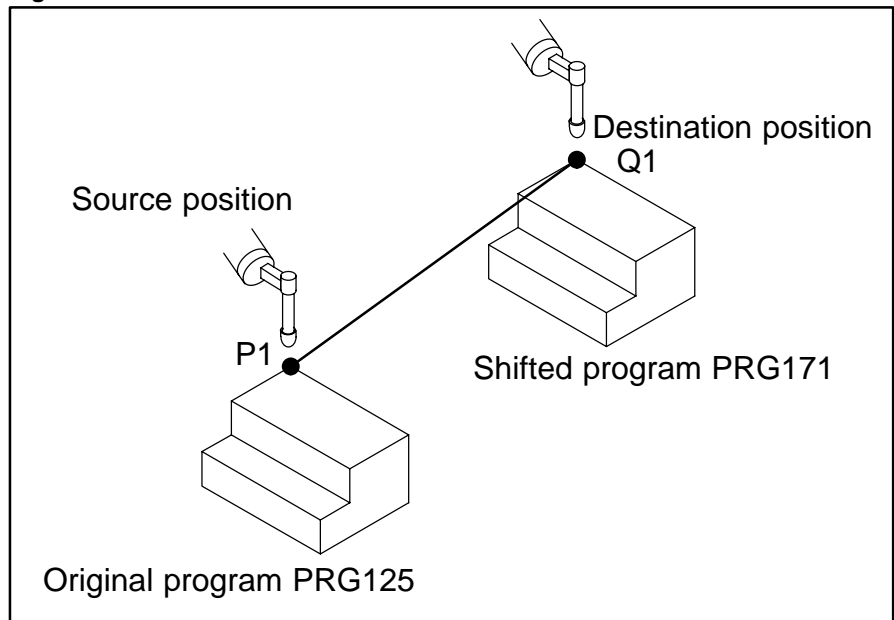 Destination position
Q1
Source position
P1
Shifted program PRG171
Original program PRG125